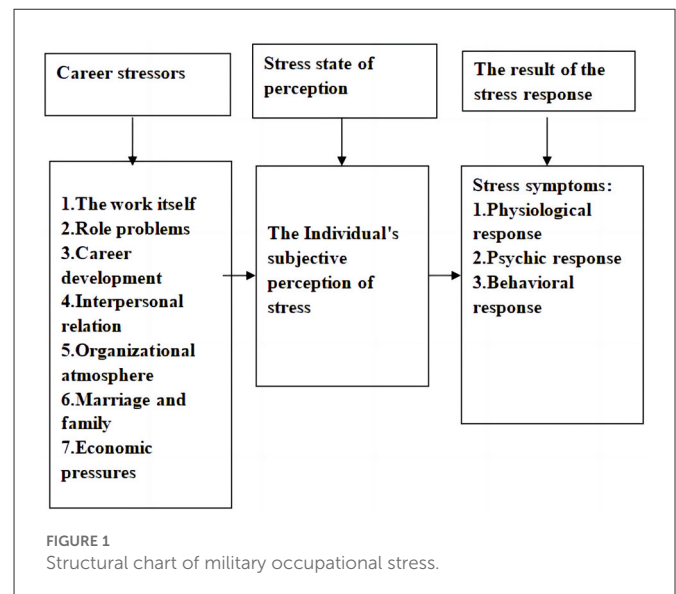 Career stressors
Stress state of
perception
The result of the
stress response
1.The work itself
2.Role problems
3.Career
development
4.Interpersonal
relation
5.Organizational
atmosphere
6.Marriage and
family
7.Economic
pressures
The Individual's
subjective
perception of
stress
Stress symptoms:
1.Physiological
response
2.Psychic response
3.Behavioral
response
FIGURE 1
Structural chart of military occupational stress.